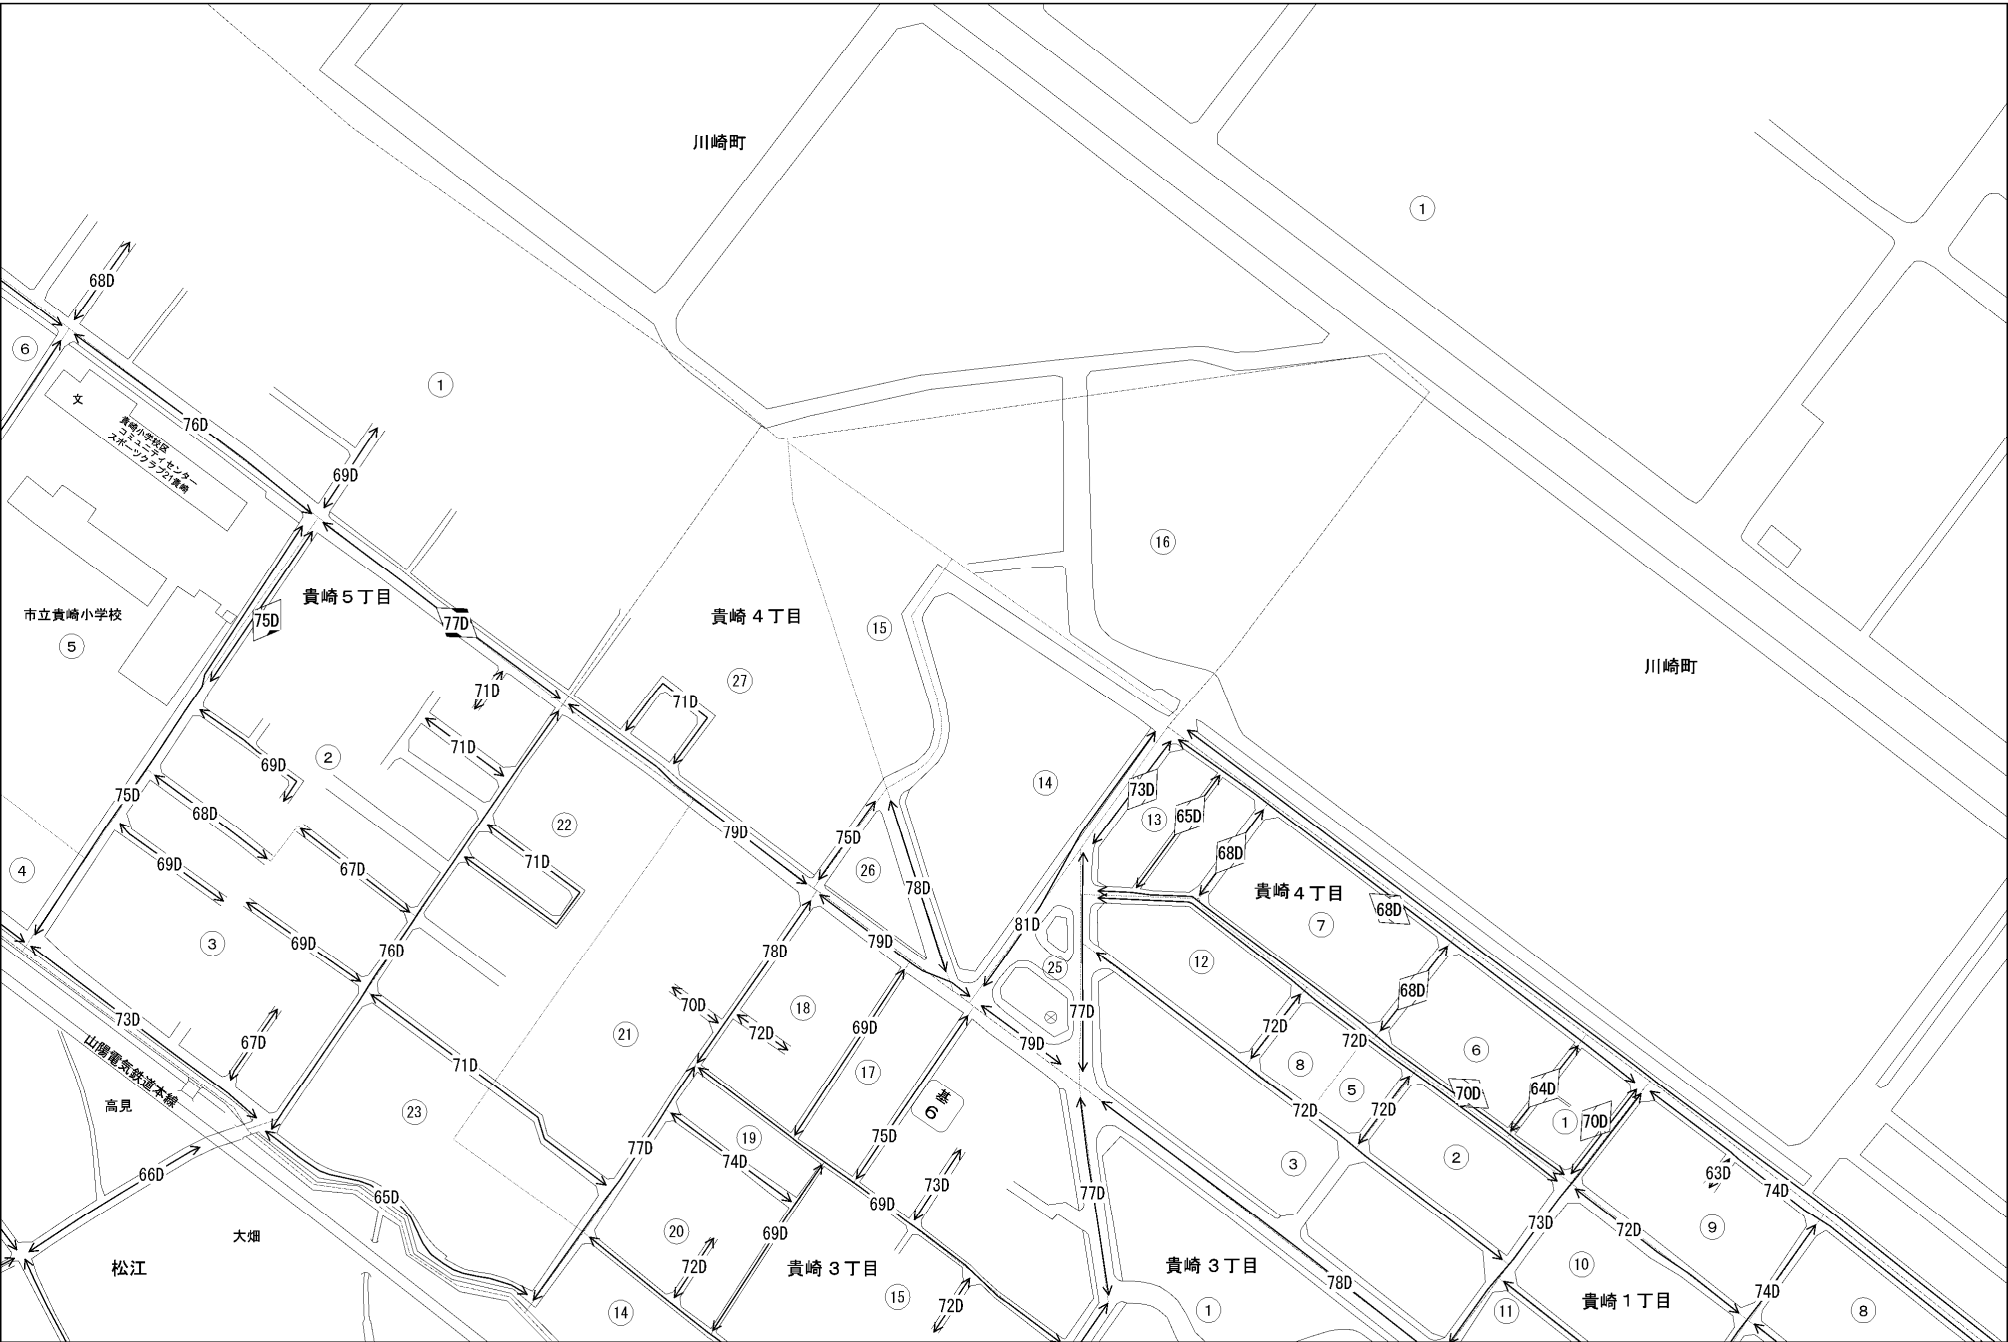 川崎町
①
68D
⑥
①
76D
文
貴崎小学校区
コミュニティセンター
スポーツクラブ21貴崎
69D
⑯
貴崎５丁目
貴崎４丁目
市立貴崎小学校
75D
77D
⑮
⑤
川崎町
71D
㉗
71D
71D
②
69D
75D
⑭
73D
68D
㉒
79D
75D
⑬
65D
4
69D
67D
71D
㉖
68D
78D
貴崎４丁目
68D
⑦
81D
③
69D
76D
78D
79D
⑫
㉕
68D
70D
⑱
72D
69D
77D
72D
72D
73D
67D
㉑
79D
⑥
山陽電気鉄道本線
71D
⑰
⑧
⑤
70D
64D
高見
㉓
基
6
72D
72D
①
70D
⑲
75D
77D
74D
③
②
66D
63D
65D
73D
77D
74D
69D
⑳
69D
73D
72D
⑨
大畑
松江
72D
貴崎３丁目
貴崎３丁目
⑩
78D
⑭
⑮
72D
①
⑪
貴崎１丁目
74D
⑧